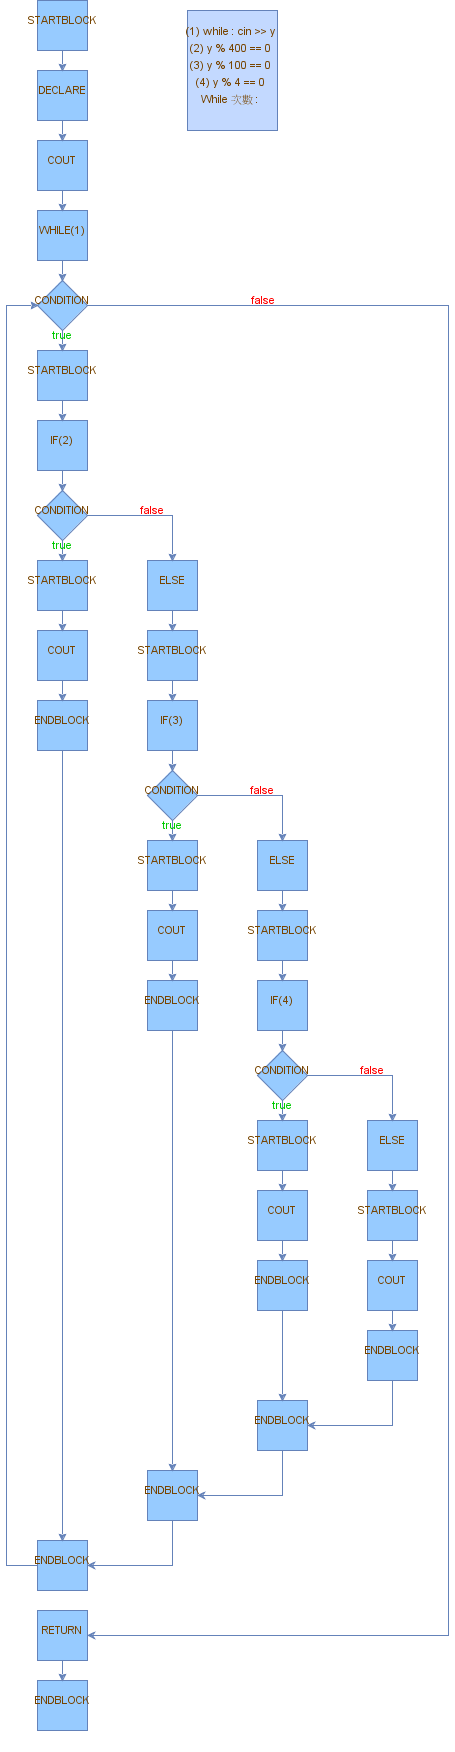 STARTBLOCK
(1) while : cin >> y
(2) y % 400 == 0
(3) y % 100 == 0
(4) y % 4 == 0
While 次數 :
DECLARE
COUT
WHILE(1)
CONDITION
false
true
STARTBLOCK
IF(2)
CONDITION
false
true
STARTBLOCK
ELSE
COUT
STARTBLOCK
ENDBLOCK
IF(3)
CONDITION
false
true
STARTBLOCK
ELSE
COUT
STARTBLOCK
ENDBLOCK
IF(4)
CONDITION
false
true
STARTBLOCK
ELSE
COUT
STARTBLOCK
ENDBLOCK
COUT
ENDBLOCK
ENDBLOCK
ENDBLOCK
ENDBLOCK
RETURN
ENDBLOCK